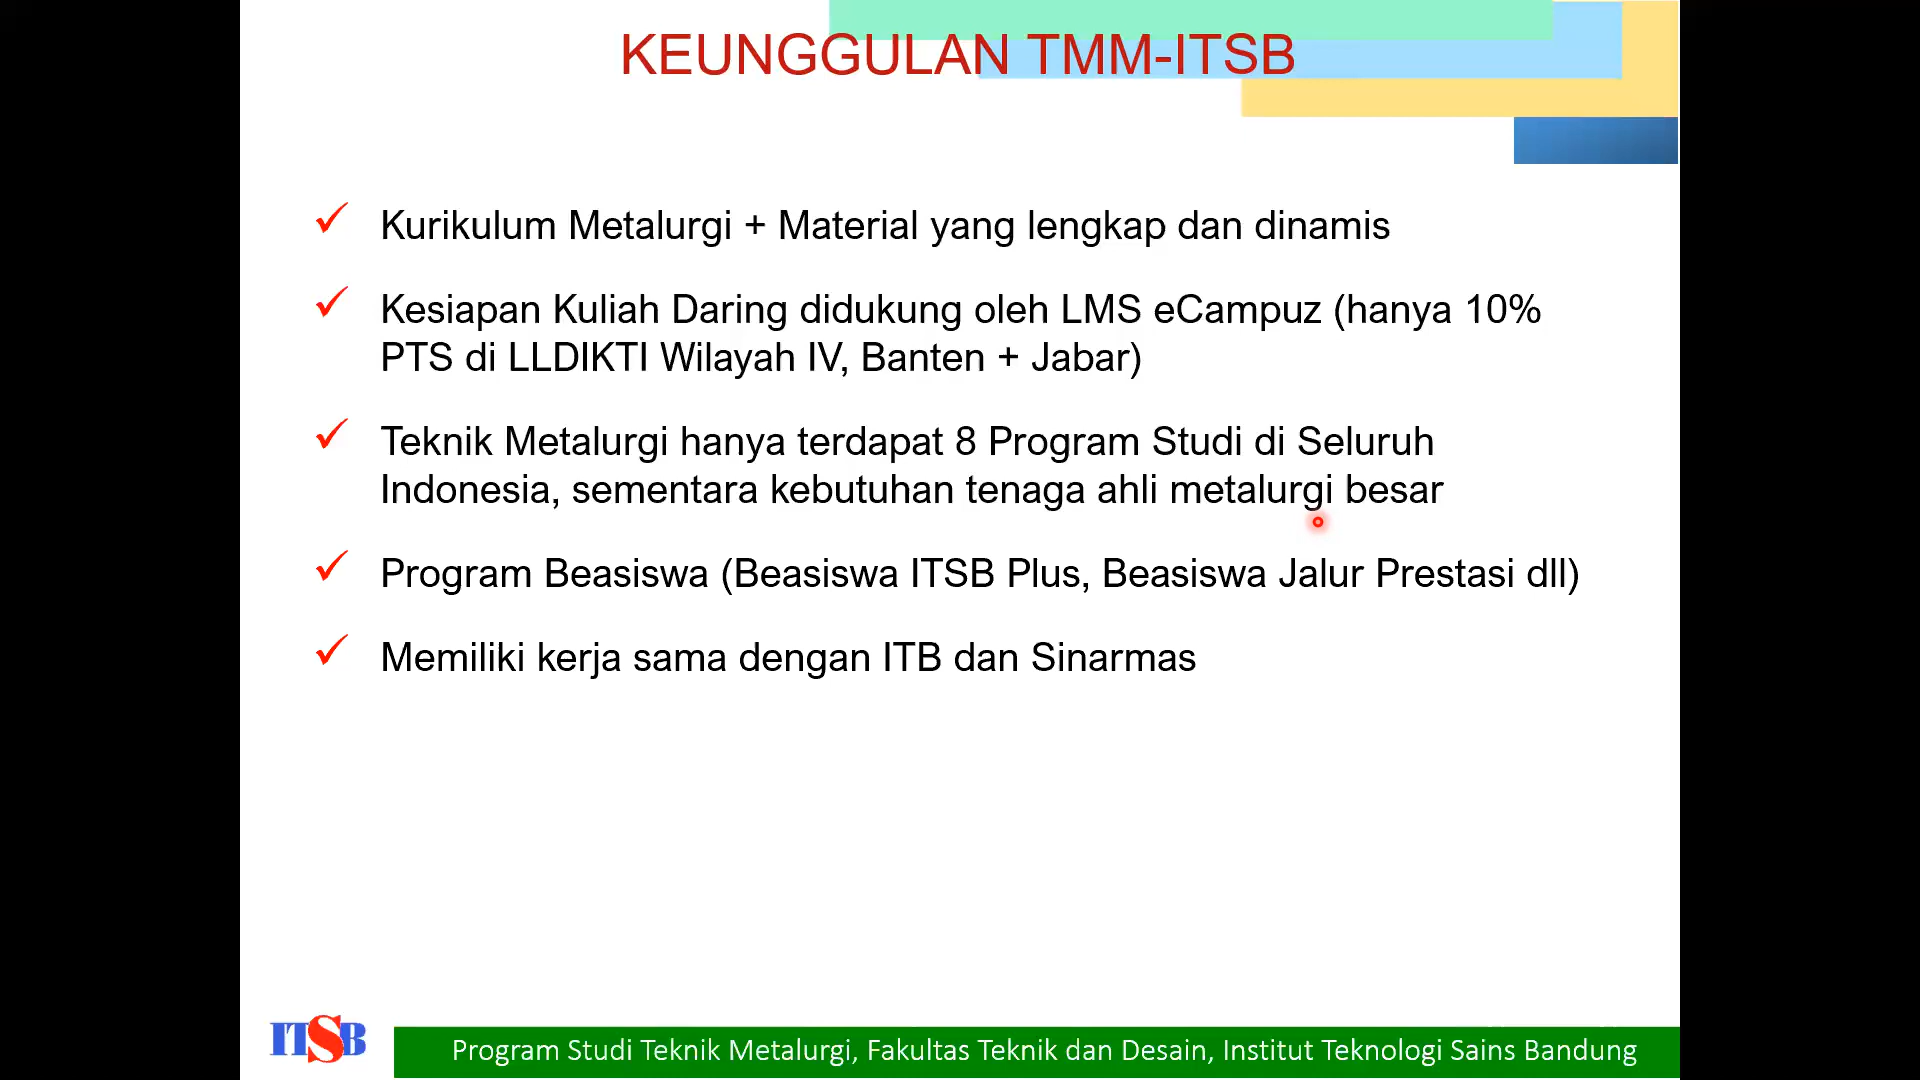 KEUNGGULAN TMM-ITSB
Kurikulum Metalurgi + Material yang lengkap dan dinamis
Kesiapan Kuliah Daring didukung oleh LMS eCampuz (hanya 10%
PTS di LLDIKTI Wilayah IV, Banten + Jabar)
Teknik Metalurgi hanya terdapat 8 Program Studi di Seluruh
Indonesia, sementara kebutuhan tenaga ahli metalurgi besar
Program Beasiswa (Beasiswa ITSB Plus, Beasiswa Jalur Prestasi dll)
Memiliki kerja sama dengan ITB dan Sinarmas
ITSB
Program Studi Teknik Metalurgi, Fakultas Teknik dan Desain, Institut Teknologi Sains Bandung